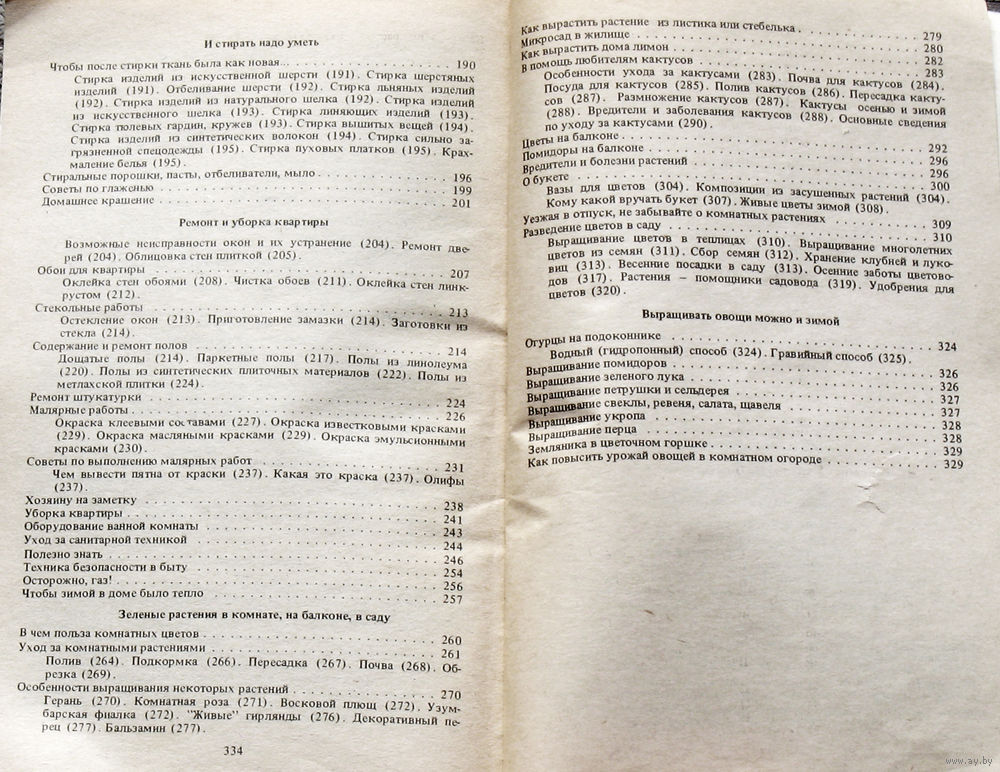 И стирать надо уметь
Чтобы после стирки ткань была как новая... 190
Стирка изделий из искусственной шерсти (191). Стирка шерстяных
изделий (191). Отбеливание шерсти (192). Стирка льняных изделий
(192). Стирка изделий из натурального шелка (192). Стирка изделий
из искусственного шелка (193). Стирка линяющих изделий (193).
Стирка тюлевых гардин, кружев (193). Стирка вышитых вещей (194).
Стирка изделий из синтетических волокон (194). Стирка сильно за-
грязненной спецодежды (195). Стирка пуховых платков (195). Крах-
маление белья (195).
Стиральные порошки, пасты, отбеливатели, мыло 196
Советы по глаженью 199
Домашнее крашение 201
Ремонт и уборка квартиры
Возможные неисправности окон и их устранение (204). Ремонт две-
рей (204). Облицовка стен плиткой (205).
Обои для квартиры 207
Оклейка стен обоями (208). Чистка обоев (211). Оклейка стен линк-
рустом (212).
Стекольные работы 213
Остекление окон (213). Приготовление замазки (214). Заготовки из
стекла (214).
Содержание и ремонт полов 214
Дощатые полы (214). Паркетные полы (217). Полы из линолеума
(220). Полы из синтетических плиточных материалов (222). Полы из
метлахской плитки (224).
Ремонт штукатурки 224
Малярные работы 226
Окраска клеевыми составами (227). Окраска известковыми красками
(229). Окраска масляными красками (229). Окраска эмульсионными
красками (230).
Советы по выполнению малярных работ 231
Чем вывести пятна от краски (237). Какая это краска (237). Олифы
(237).
Хозяину на заметку 238
Уборка квартиры 241
Оборудование ванной комнаты 243
Уход за санитарной техникой 244
Полезно знать 246
Техника безопасности в быту 254
Осторожно, газ! 256
Чтобы зимой в доме было тепло 257
Зеленые растения в комнате, на балконе, в саду
В чем польза комнатных цветов 260
Уход за комнатными растениями 261
Полив (264). Подкормка (266). Пересадка (267). Почва (268). Об-
резка (269).
Особенности выращивания некоторых растений 270
Герань (270). Комнатная роза (271). Восковой плющ (272). Узум-
барская фиалка (272). "Живые" гирлянды (276). Декоративный пе-
рец (277). Бальзамин (277).
334
Как вырастить растение из листика или стебелька 279
Микросад в жилище 280
Как вырастить дома лимон 282
В помощь любителям кактусов 283
Особенности ухода за кактусами (283). Почва для кактусов (284).
Посуда для кактусов (285). Полив кактусов (286). Пересадка какту-
сов (287). Размножение кактусов (287). Кактусы осенью и зимой
(288). Вредители и заболевания кактусов (288). Основные сведения
по уходу за кактусами (290).
Цветы на балконе 292
Помидоры на балконе 296
Вредители и болезни растений 296
О букете 300
Вазы для цветов (304). Композиции из засушенных растений (304).
Кому какой вручать букет (307). Живые цветы зимой (308).
Уезжая в отпуск, не забывайте о комнатных растениях 309
Разведение цветов в саду 310
Выращивание цветов в теплицах (310). Выращивание многолетних
цветов из семян (311). Сбор семян (312). Хранение клубней и луко-
виц (313). Весенние посадки в саду (313). Осенние заботы цветово-
дов (317). Растения — помощники садовода (319). Удобрения для
цветов (320).
Выращивать овощи можно и зимой
Огурцы на подоконнике 324
Водный (гидропонный) способ (324). Гравийный способ (325).
Выращивание помидоров 326
Выращивание зеленого лука 326
Выращивание петрушки и сельдерея 327
Выращивание свеклы, ревеня, салата, щавеля 327
Выращивание укропа 328
Выращивание перца 328
Земляника в цветочном горшке 329
Как повысить урожай овощей в комнатном огороде 329
www.ay.by